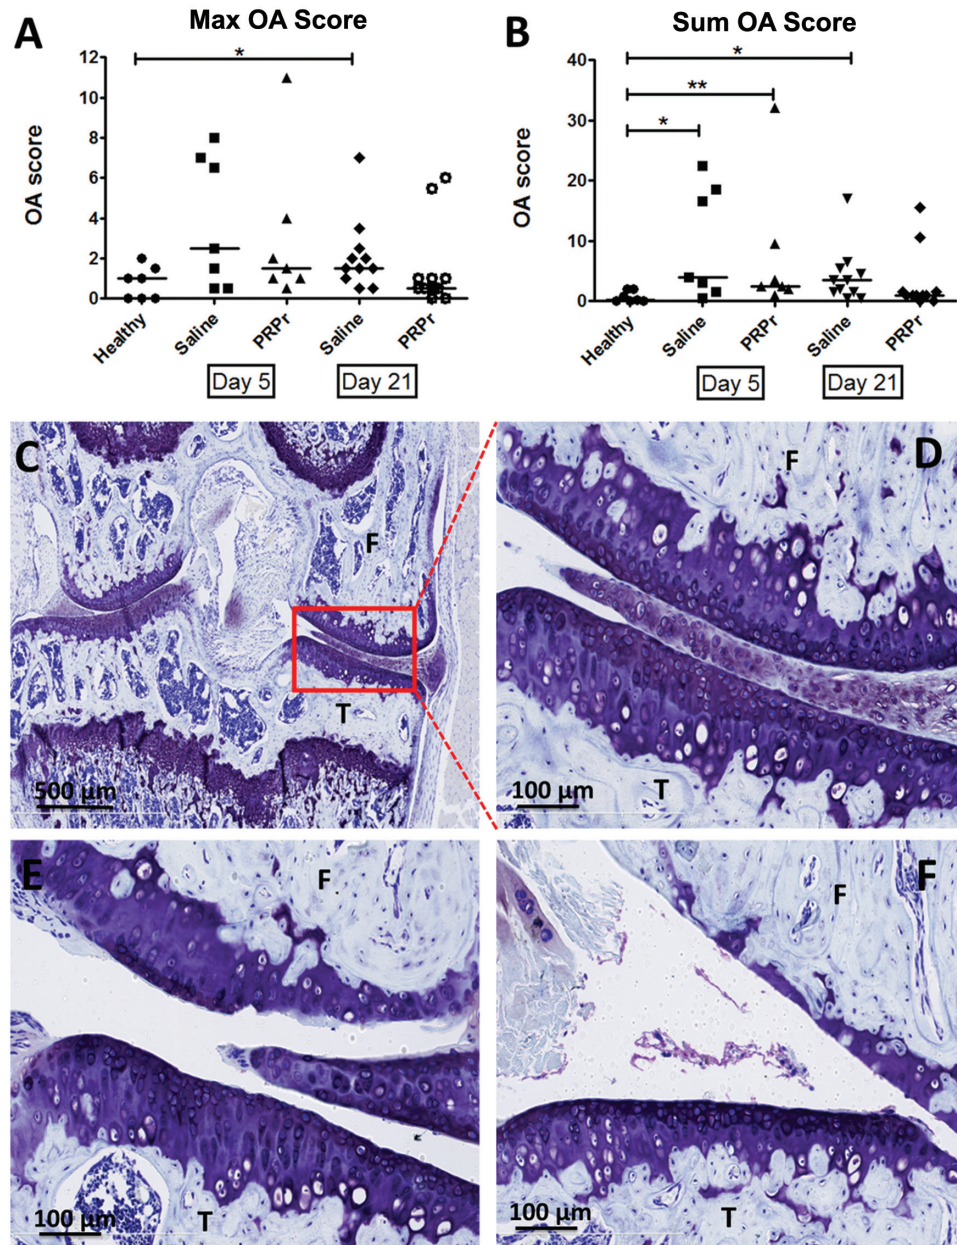 A
Max OA Score
OA score
12
10
8
6
4
2
0
*
Healthy
Saline
PRPr
Saline
PRPr
Day 5
Day 21
B
Sum OA Score
OA score
40
30
20
10
0
*
**
*
Healthy
Saline
PRPr
Saline
PRPr
Day 5
Day 21
C
F
T
500 µm
D
F
T
100 µm
E
F
T
100 µm
F
F
T
100 µm